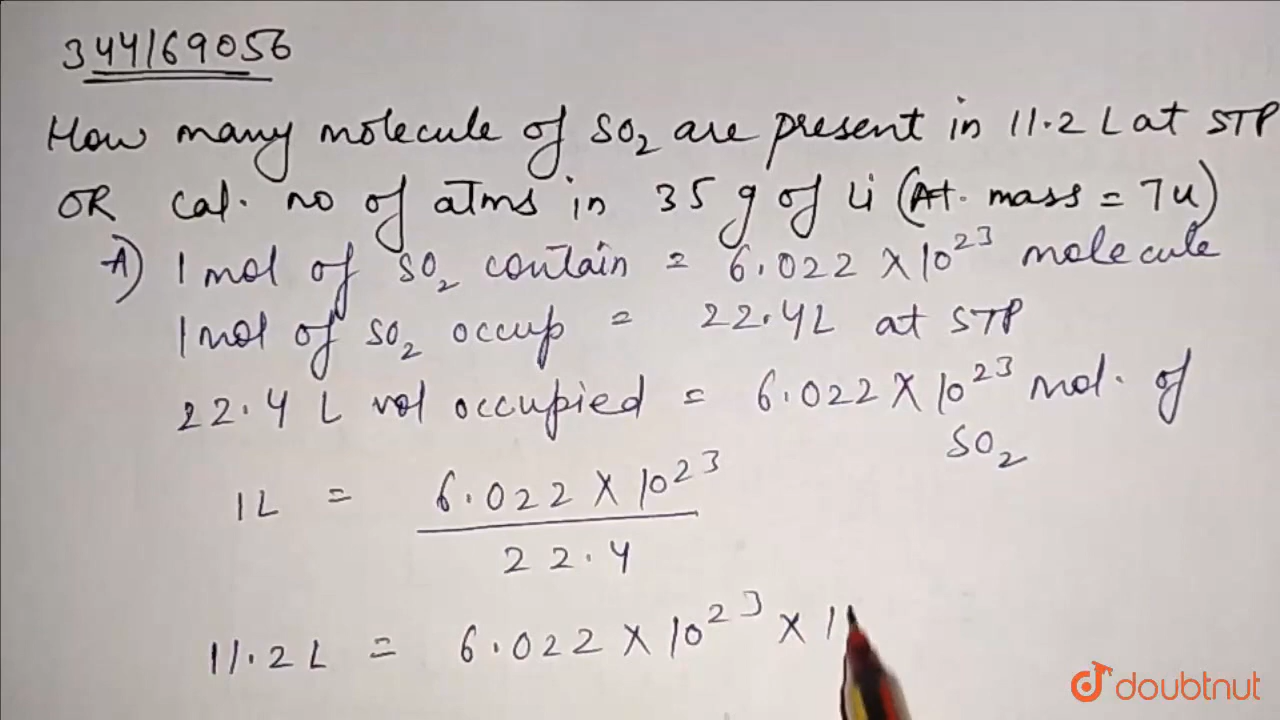 344169056
How many molecule of SO2 are present in 11.2 L at STP
OR cal. no of atms in 35 g of Li (At. mass = 7u)
A) 1 mol of SO2 contain = 6.022 X 10^23 molecule
1 mol of SO2 occup = 22.4L at STP
22.4 L vol occupied = 6.022 X 10^23 mol. of
SO2
1L = 6.022 X 10^23
22.4
11.2 L = 6.022 X 10^23 X 1
doubtnut